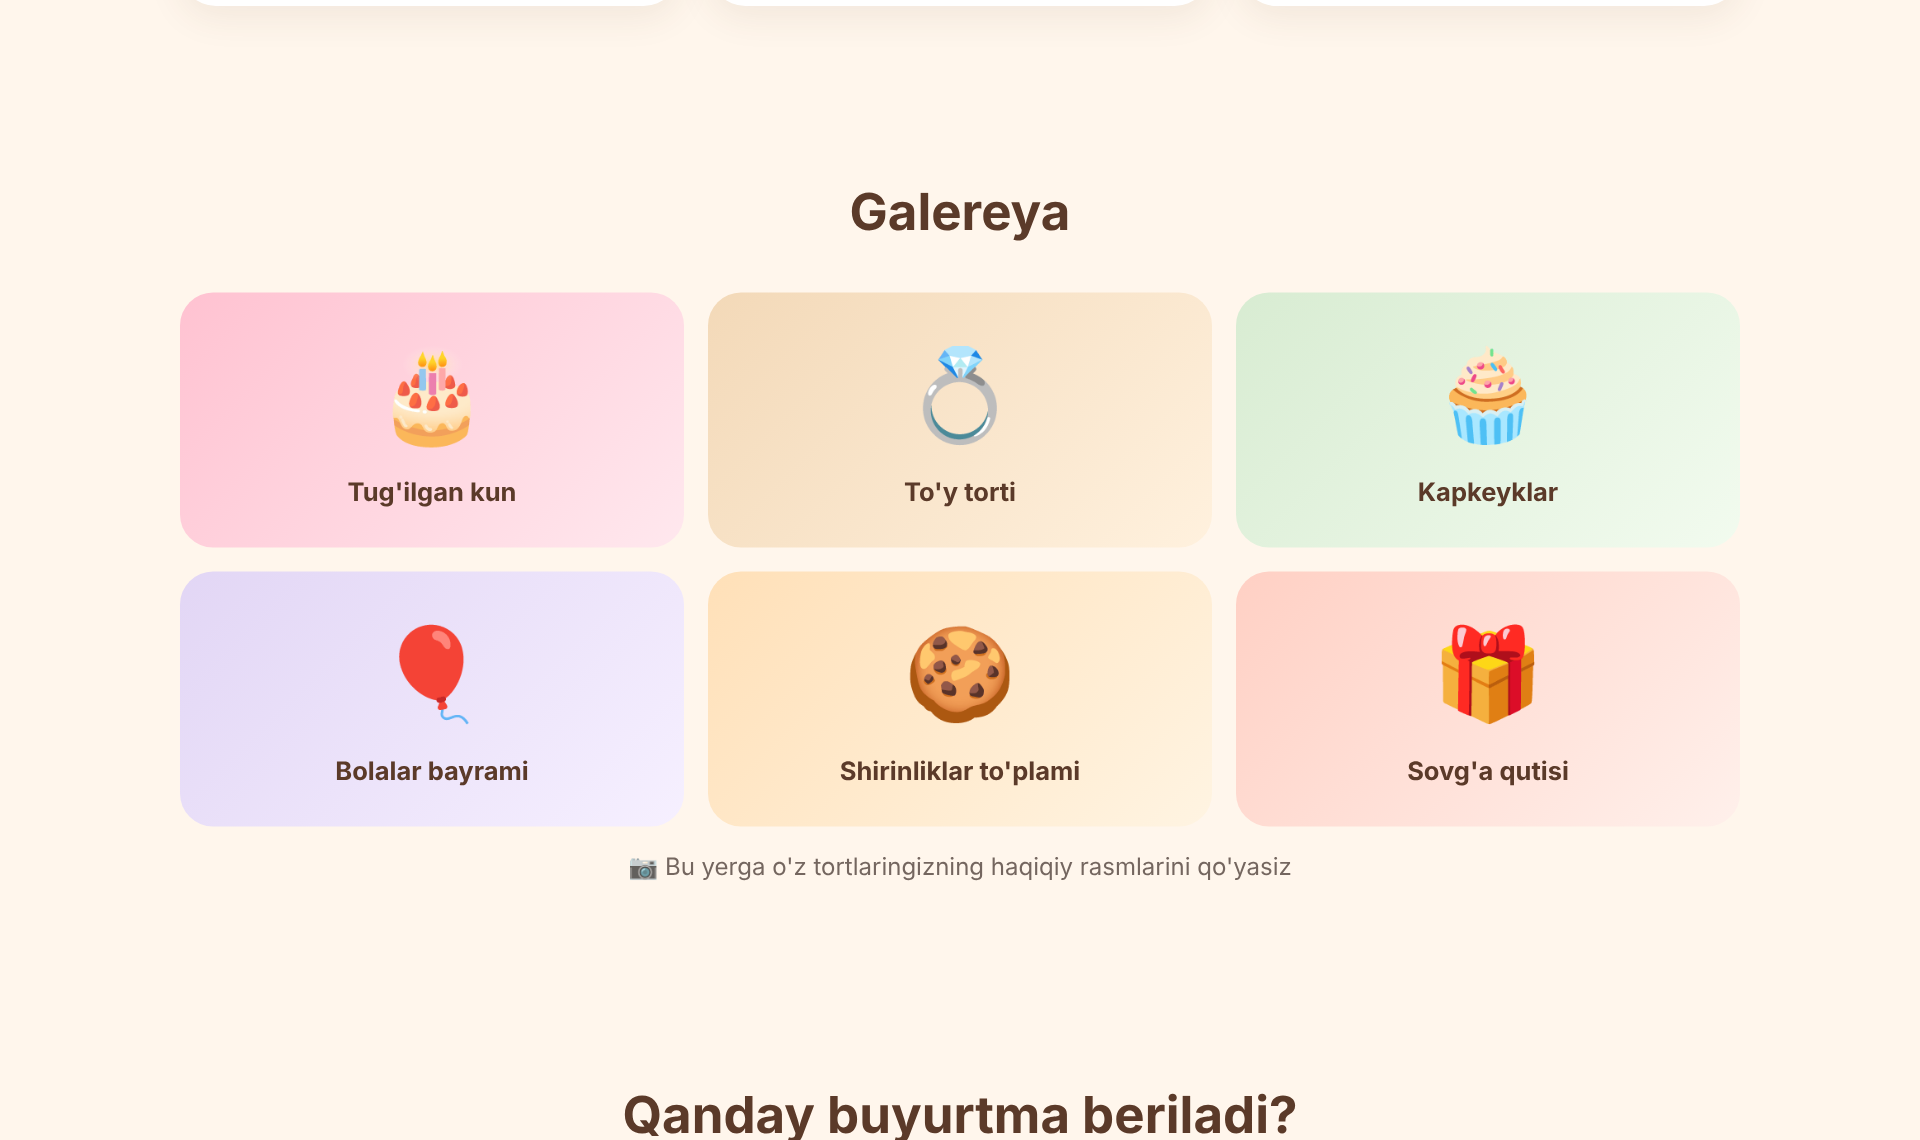 Galereya
Tug'ilgan kun
To'y torti
Kapkeyklar
Bolalar bayrami
Shirinliklar to'plami
Sovg'a qutisi
Bu yerga o'z tortlaringizning haqiqiy rasmlarini qo'yasiz
Qanday buyurtma beriladi?